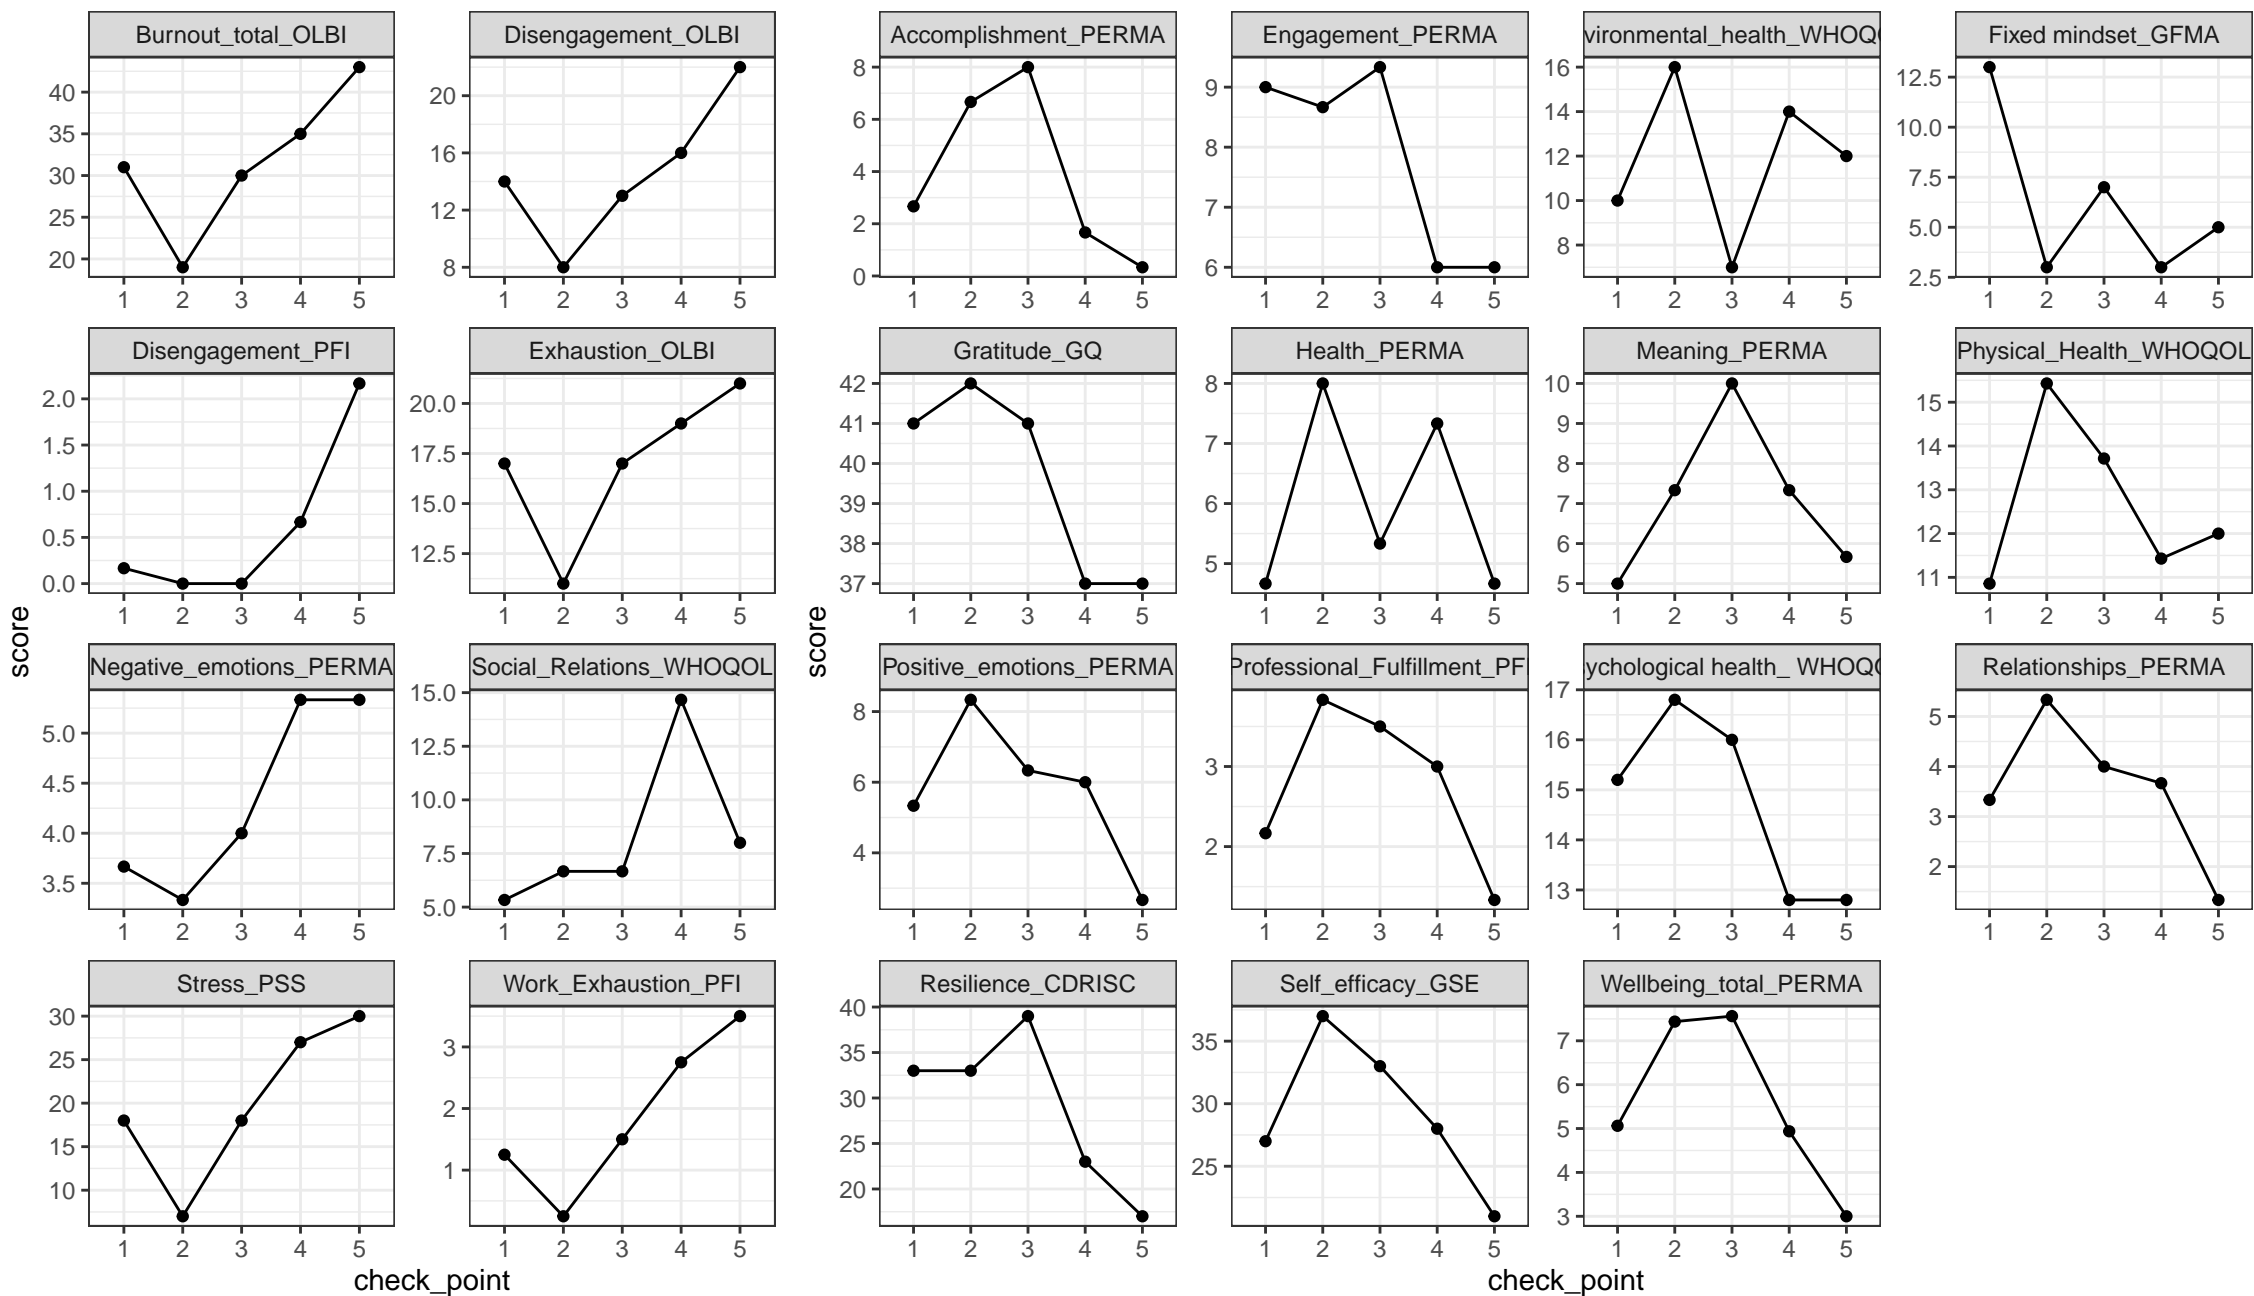 score
Burnout_total_OLBI
40
35
30
25
20
1 2 3 4 5
Disengagement_OLBI
20
16
12
8
1 2 3 4 5
Disengagement_PFI
2.0
1.5
1.0
0.5
0.0
1 2 3 4 5
Exhaustion_OLBI
20.0
17.5
15.0
12.5
1 2 3 4 5
Negative_emotions_PERMA
5.0
4.5
4.0
3.5
1 2 3 4 5
Social_Relations_WHOQOL
15.0
12.5
10.0
7.5
5.0
1 2 3 4 5
Stress_PSS
30
25
20
15
10
1 2 3 4 5
Work_Exhaustion_PFI
3
2
1
1 2 3 4 5
check_point
score
Accomplishment_PERMA
8
6
4
2
0
1 2 3 4 5
Engagement_PERMA
9
8
7
6
1 2 3 4 5
vironmental_health_WHOQ
16
14
12
10
8
1 2 3 4 5
Fixed mindset_GFMA
12.5
10.0
7.5
5.0
2.5
1 2 3 4 5
Gratitude_GQ
42
41
40
39
38
37
1 2 3 4 5
Health_PERMA
8
7
6
5
1 2 3 4 5
Meaning_PERMA
10
9
8
7
6
5
1 2 3 4 5
Physical_Health_WHOQOL
15
14
13
12
11
1 2 3 4 5
Positive_emotions_PERMA
8
6
4
1 2 3 4 5
Professional_Fulfillment_PF
3
2
1 2 3 4 5
ychological health_ WHOQ
17
16
15
14
13
1 2 3 4 5
Relationships_PERMA
5
4
3
2
1 2 3 4 5
Resilience_CDRISC
40
35
30
25
20
1 2 3 4 5
Self_efficacy_GSE
35
30
25
1 2 3 4 5
Wellbeing_total_PERMA
7
6
5
4
3
1 2 3 4 5
check_point